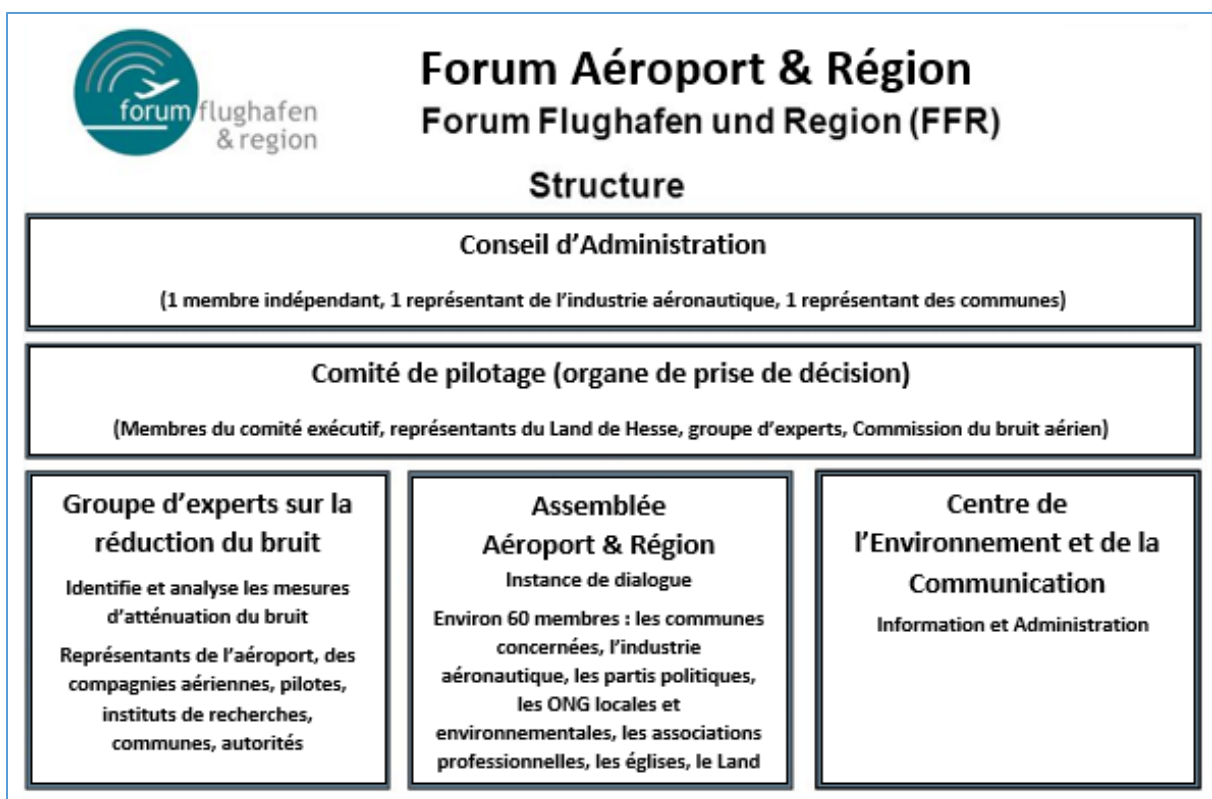 forum flughafen
& region
Forum Aéroport & Région
Forum Flughafen und Region (FFR)
Structure
Conseil d'Administration
(1 membre indépendant, 1 représentant de l'industrie aéronautique, 1 représentant des communes)
Comité de pilotage (organe de prise de décision)
(Membres du comité exécutif, représentants du Land de Hesse, groupe d'experts, Commission du bruit aérien)
Groupe d'experts sur la
réduction du bruit
Identifie et analyse les mesures
d'atténuation du bruit
Représentants de l'aéroport, des
compagnies aériennes, pilotes,
instituts de recherches,
communes, autorités
Assemblée
Aéroport & Région
Instance de dialogue
Environ 60 membres : les communes
concernées, l'industrie
aéronautique, les partis politiques,
les ONG locales et
environnementales, les associations
professionnelles, les églises, le Land
Centre de
l'Environnement et de la
Communication
Information et Administration